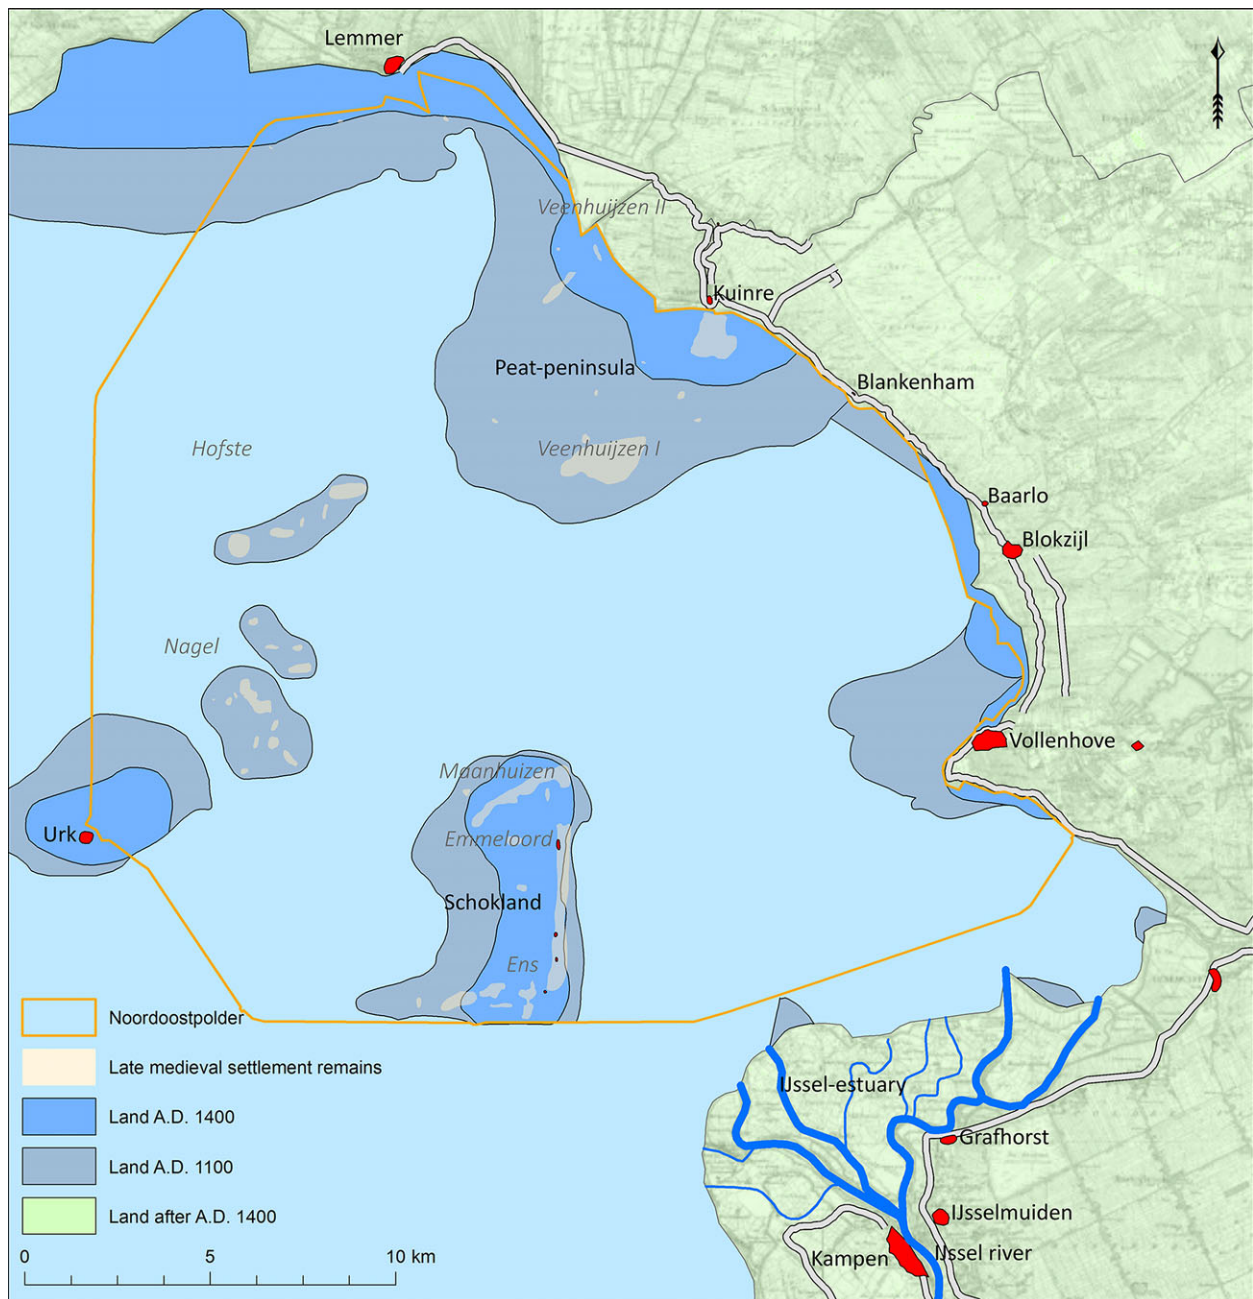 Lemmer
Veenhuijzen II
Kuinre
Peat-peninsula
Blankenham
Hofste
Veenhuijzen I
Baarlo
Blokzijl
Nagel
Vollenhove
Maanhuizen
Urk
Emmeloord
Schokland
Ens
Noordoostpolder
Late medieval settlement remains
Land A.D. 1400
Land A.D. 1100
Land after A.D. 1400
0 5 10 km
IJssel-estuary
Grafhorst
IJsselmuiden
Kampen
IJssel river